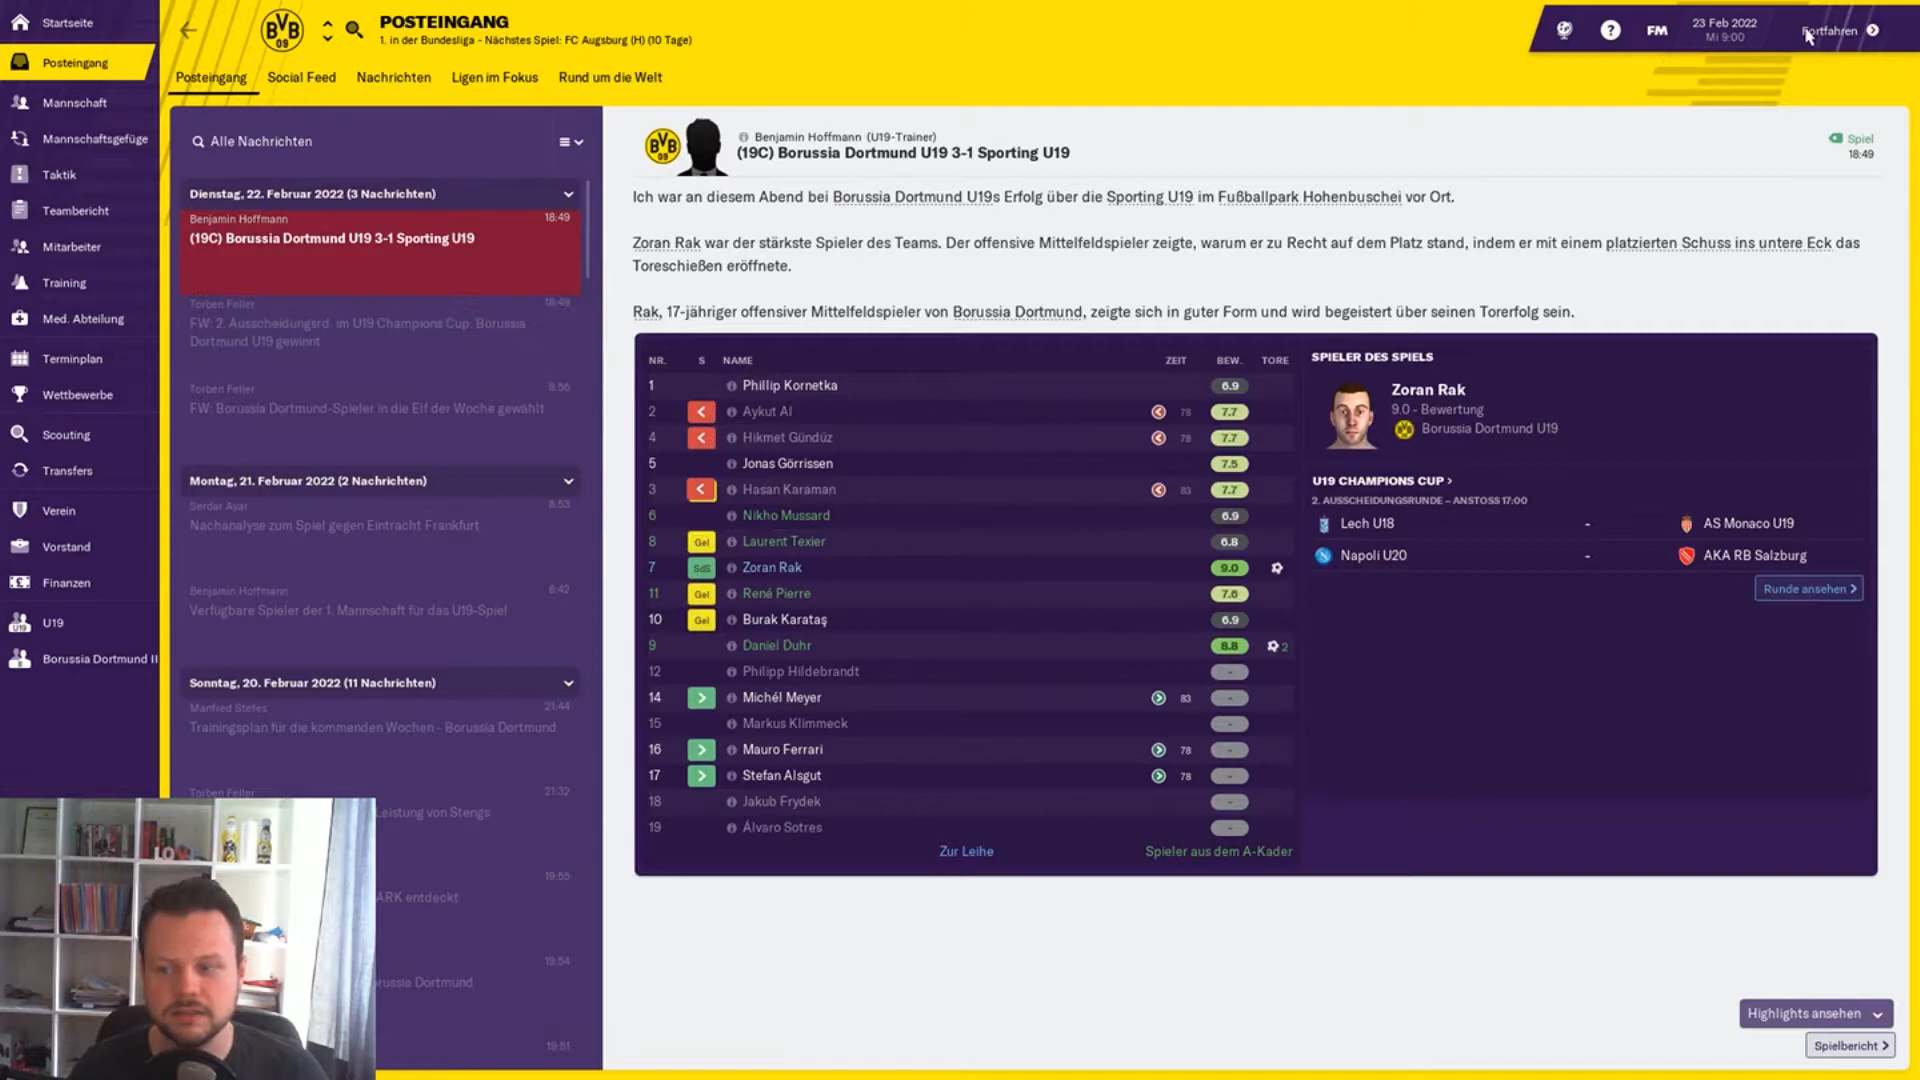 Startseite
Posteingang
Mannschaft
Mannschaftsgefüge
Taktik
Teambericht
Mitarbeiter
Training
Med. Abteilung
Terminplan
Wettbewerbe
Scouting
Transfers
Verein
Vorstand
Finanzen
U19
Borussia Dortmund II
BVB 09
POSTEINGANG
1. in der Bundesliga - Nächstes Spiel: FC Augsburg (H) (10 Tage)
FM
23 Feb 2022
Mi 9:00
Fortfahren
Posteingang Social Feed Nachrichten Ligen im Fokus Rund um die Welt
Alle Nachrichten
Dienstag, 22. Februar 2022 (3 Nachrichten)
Benjamin Hoffmann 18:49
(19C) Borussia Dortmund U19 3-1 Sporting U19
Torben Feller 18:49
FW: 2. Ausscheidungsrd. im U19 Champions Cup: Borussia
Dortmund U19 gewinnt
Torben Feller 8:56
FW: Borussia Dortmund-Spieler in die Elf der Woche gewählt
Montag, 21. Februar 2022 (2 Nachrichten)
Serdar Ayar 8:53
Nachanalyse zum Spiel gegen Eintracht Frankfurt
Benjamin Hoffmann 6:42
Verfügbare Spieler der 1. Mannschaft für das U19-Spiel
Sonntag, 20. Februar 2022 (11 Nachrichten)
Manfred Stefes 21:44
Trainingsplan für die kommenden Wochen - Borussia Dortmund
Torben Feller 21:32
Leistung von Stengs
19:55
ARK entdeckt
19:54
Dortmund
19:51
Benjamin Hoffmann (U19-Trainer)
(19C) Borussia Dortmund U19 3-1 Sporting U19
Spiel
18:49
Ich war an diesem Abend bei Borussia Dortmund U19s Erfolg über die Sporting U19 im Fußballpark Hohenbuschei vor Ort.
Zoran Rak war der stärkste Spieler des Teams. Der offensive Mittelfeldspieler zeigte, warum er zu Recht auf dem Platz stand, indem er mit einem platzierten Schuss ins untere Eck das
Toreschießen eröffnete.
Rak, 17-jähriger offensiver Mittelfeldspieler von Borussia Dortmund, zeigte sich in guter Form und wird begeistert über seinen Torerfolg sein.
NR. S NAME ZEIT BEW. TORE
1 Phillip Kornetka 6.9
2 Aykut Al 78 7.7
4 Hikmet Gündüz 78 7.7
5 Jonas Görrissen 7.5
3 Hasan Karaman 83 7.7
6 Nikho Mussard 6.9
8 Gel Laurent Texier 6.8
7 SdS Zoran Rak 9.0
11 Gel René Pierre 7.6
10 Gel Burak Karataş 6.9
9 Daniel Duhr 8.8 2
12 Philipp Hildebrandt -
14 Michél Meyer 83 -
15 Markus Klimmeck -
16 Mauro Ferrari 78 -
17 Stefan Alsgut 78 -
18 Jakub Frydek -
19 Álvaro Sotres -
Zur Leihe Spieler aus dem A-Kader
SPIELER DES SPIELS
Zoran Rak
9.0 - Bewertung
Borussia Dortmund U19
U19 CHAMPIONS CUP >
2. AUSSCHEIDUNGSRUNDE – ANSTOSS 17:00
Lech U18 - AS Monaco U19
Napoli U20 - AKA RB Salzburg
Runde ansehen >
Highlights ansehen
Spielbericht >
LOVE